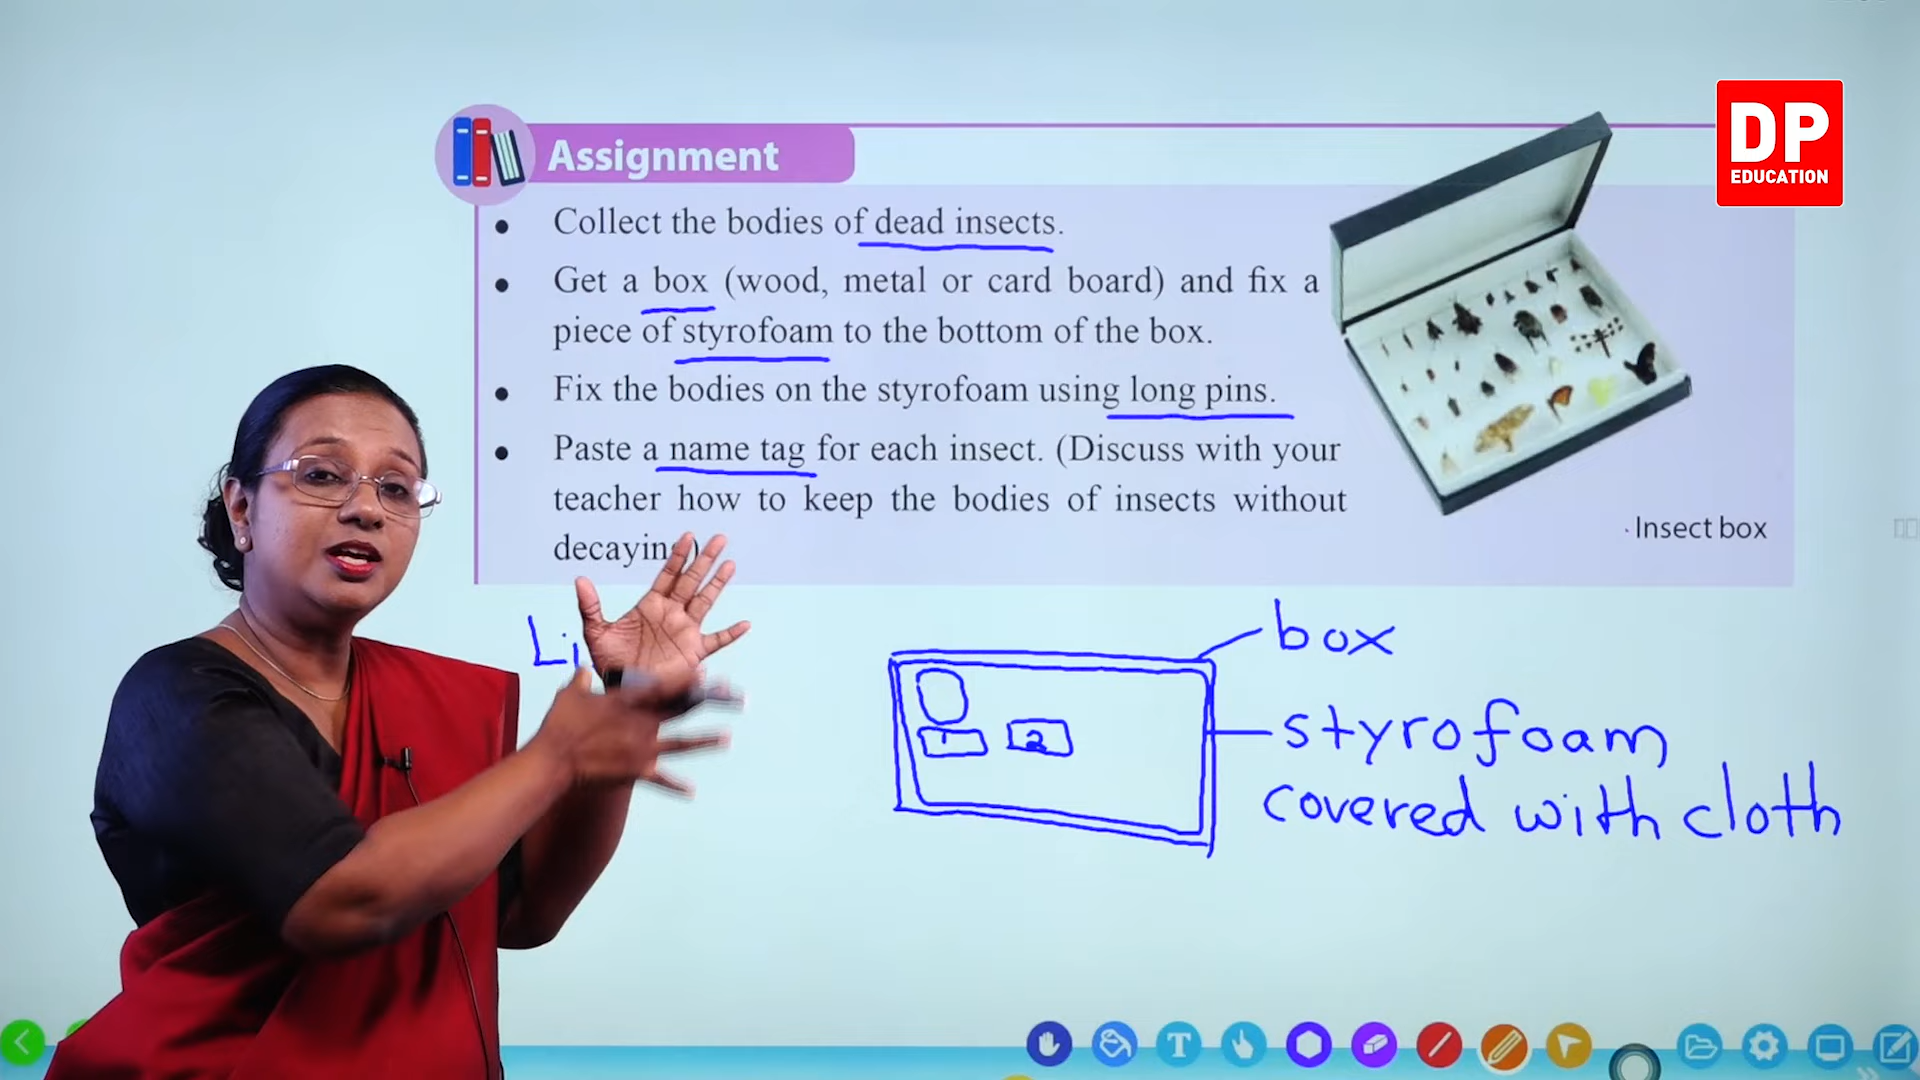 DP
EDUCATION
Assignment
• Collect the bodies of dead insects.
• Get a box (wood, metal or card board) and fix a
piece of styrofoam to the bottom of the box.
• Fix the bodies on the styrofoam using long pins.
• Paste a name tag for each insect. (Discuss with your
teacher how to keep the bodies of insects without
Insect box
box
1
2
styrofoam
covered with cloth
T